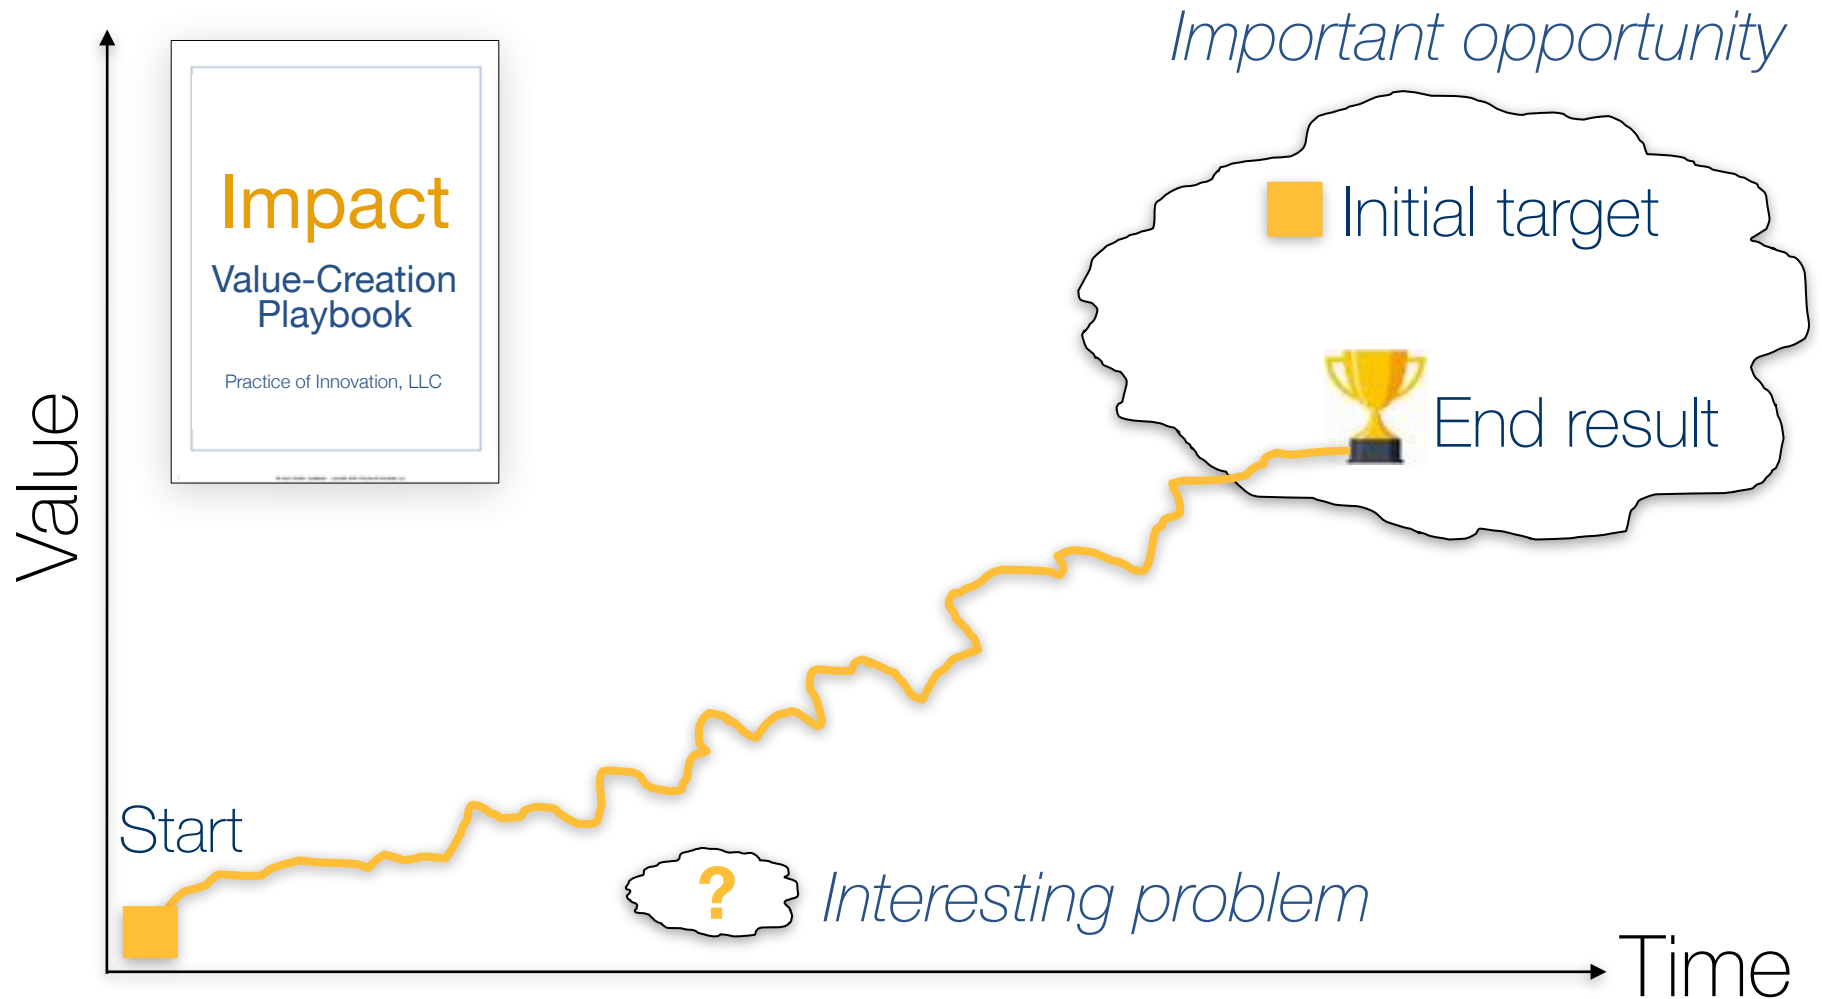 Important opportunity
Impact
Value-Creation
Playbook
Practice of Innovation, LLC
Initial target
End result
Value
Start
?
Interesting problem
Time